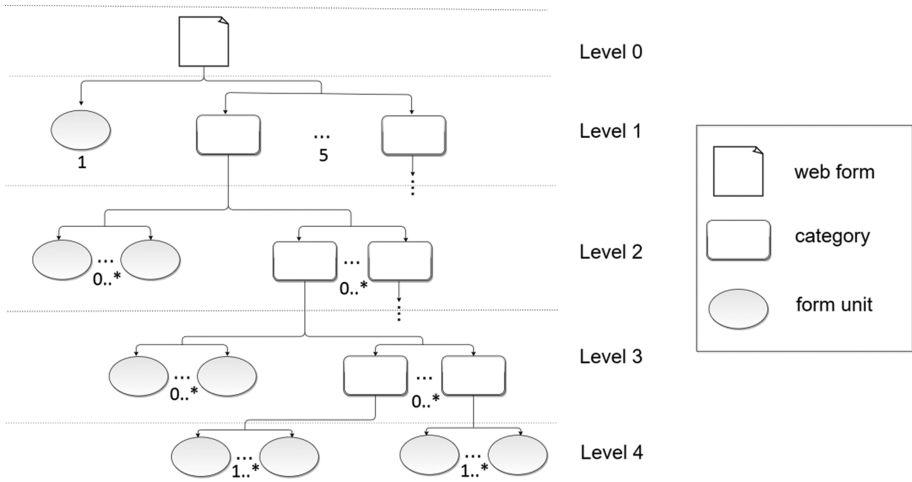 Level 0
...
Level 1
1
5
web form
category
...
...
Level 2
0..*
0..*
form unit
Level 3
...
...
0..*
0..*
Level 4
...
...
1..*
1..*